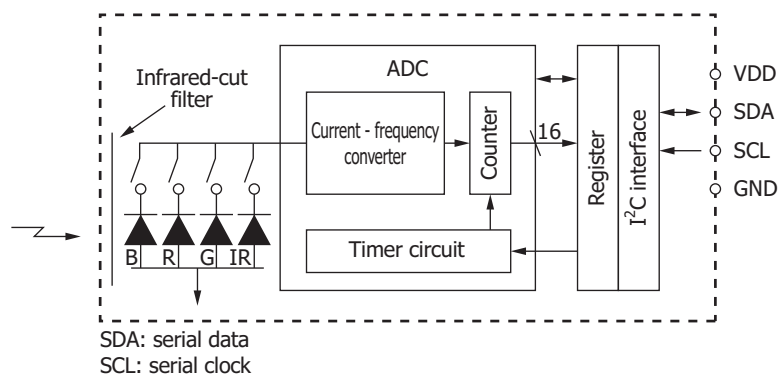 Infrared-cut
filter
ADC
Current - frequency
converter
Counter
16
Timer circuit
Register
I²C interface
VDD
SDA
SCL
GND
B R G IR
SDA: serial data
SCL: serial clock